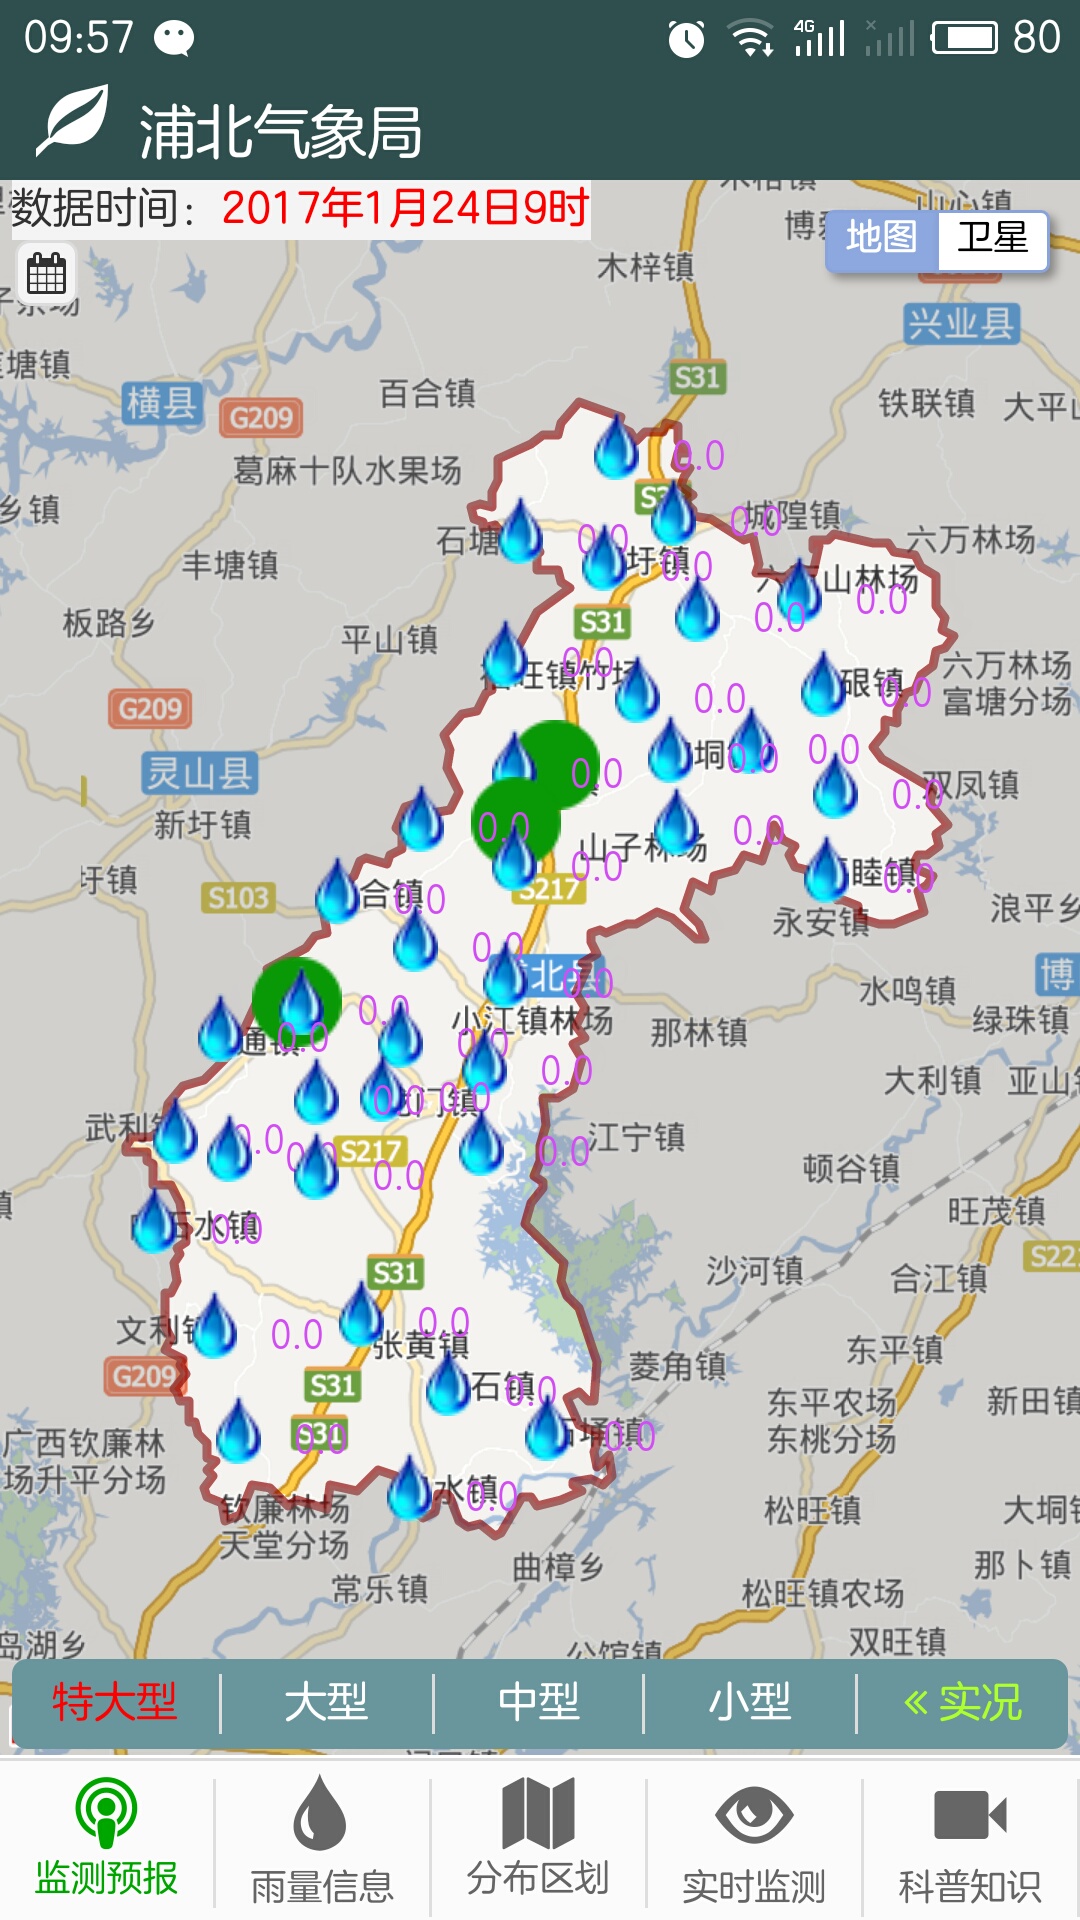 09:57
4G
80
浦北气象局
数据时间：2017年1月24日9时
山心镇
地图
卫星
木梓镇
兴业县
横县
G209
百合镇
S31
铁联镇
葛麻十队水果场
0.0
城隍镇
0.0
石塘
0.0
圩镇
0.0
六万林场
丰塘镇
山林场
0.0
板路乡
平山镇
S31
0.0
0.0
六万林场
富塘分场
G209
0.0
0.0
灵山县
0.0
0.0
0.0
新圩镇
0.0
双凤镇
0.0
山子林场
0.0
0.0
睦镇
0.0
圩镇
S103
合镇
0.0
S217
永安镇
0.0
北县
0.0
水鸣镇
0.0
小江镇林场
那林镇
绿珠镇
通镇
0.0
0.0
0.0
大利镇
0.0
0.0
门镇
武利
0.0
S217
0.0
0.0
江宁镇
顿谷镇
石水镇
0.0
旺茂镇
S31
沙河镇
合江镇
文利
0.0
0.0
张黄镇
东平镇
G209
S31
石镇
0.0
菱角镇
东平农场
东桃分场
新田镇
广西钦廉林
场升平分场
S31
0.0
0.0
水镇
0.0
钦廉林场
天堂分场
松旺镇
曲樟乡
那卜镇
常乐镇
松旺镇农场
双旺镇
公馆镇
特大型
大型
中型
小型
« 实况
监测预报
雨量信息
分布区划
实时监测
科普知识